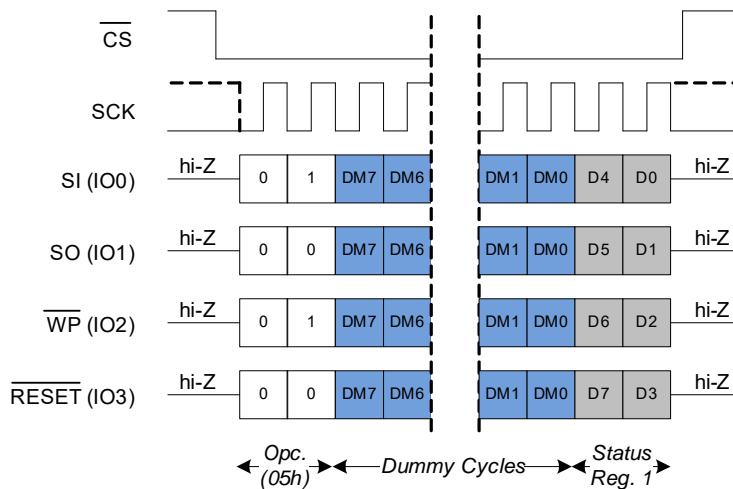 CS
SCK
hi-Z 0 1 DM7 DM6 DM1 DM0 D4 D0 hi-Z
SI (IO0)
hi-Z 0 0 DM7 DM6 DM1 DM0 D5 D1 hi-Z
SO (IO1)
hi-Z 0 1 DM7 DM6 DM1 DM0 D6 D2 hi-Z
WP (IO2)
hi-Z 0 0 DM7 DM6 DM1 DM0 D7 D3 hi-Z
RESET (IO3)
Opc.
(05h)
Dummy Cycles
Status
Reg. 1